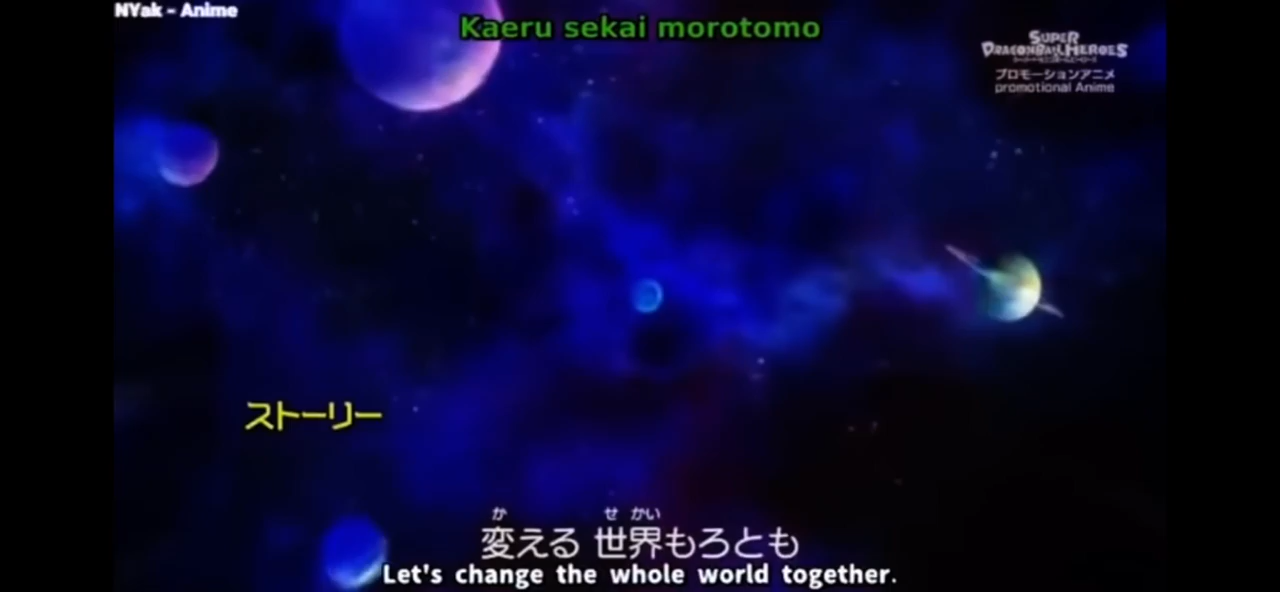 NYak - Anime
Kaeru sekai morotomo
SUPER
DRAGONBALL HEROES
プロモーションアニメ
promotional Anime
ストーリー
か せ かい
変える 世界もろとも
Let's change the whole world together.